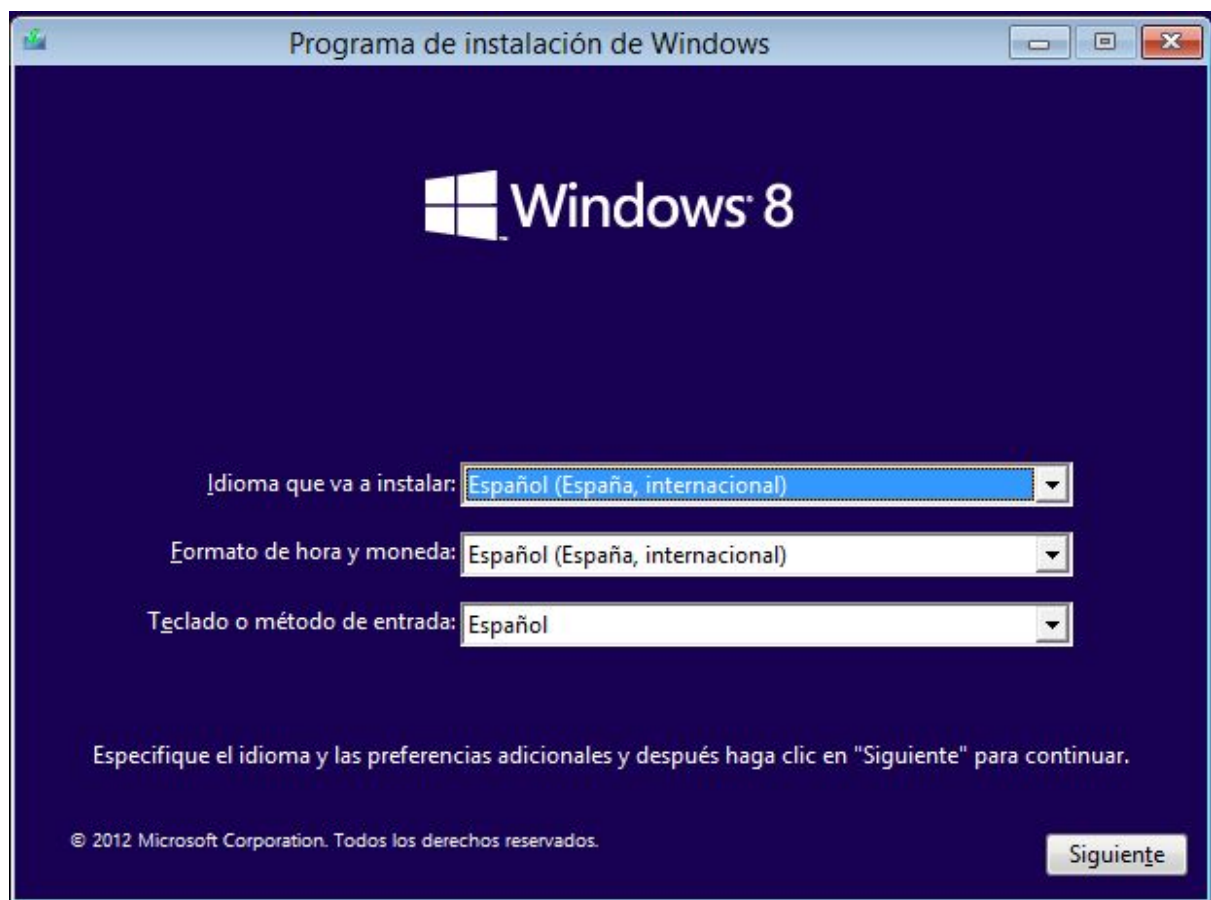 Programa de instalación de Windows
Windows 8
Idioma que va a instalar: Español (España, internacional)
Formato de hora y moneda: Español (España, internacional)
Teclado o método de entrada: Español
Especifique el idioma y las preferencias adicionales y después haga clic en "Siguiente" para continuar.
© 2012 Microsoft Corporation. Todos los derechos reservados.
Siguiente